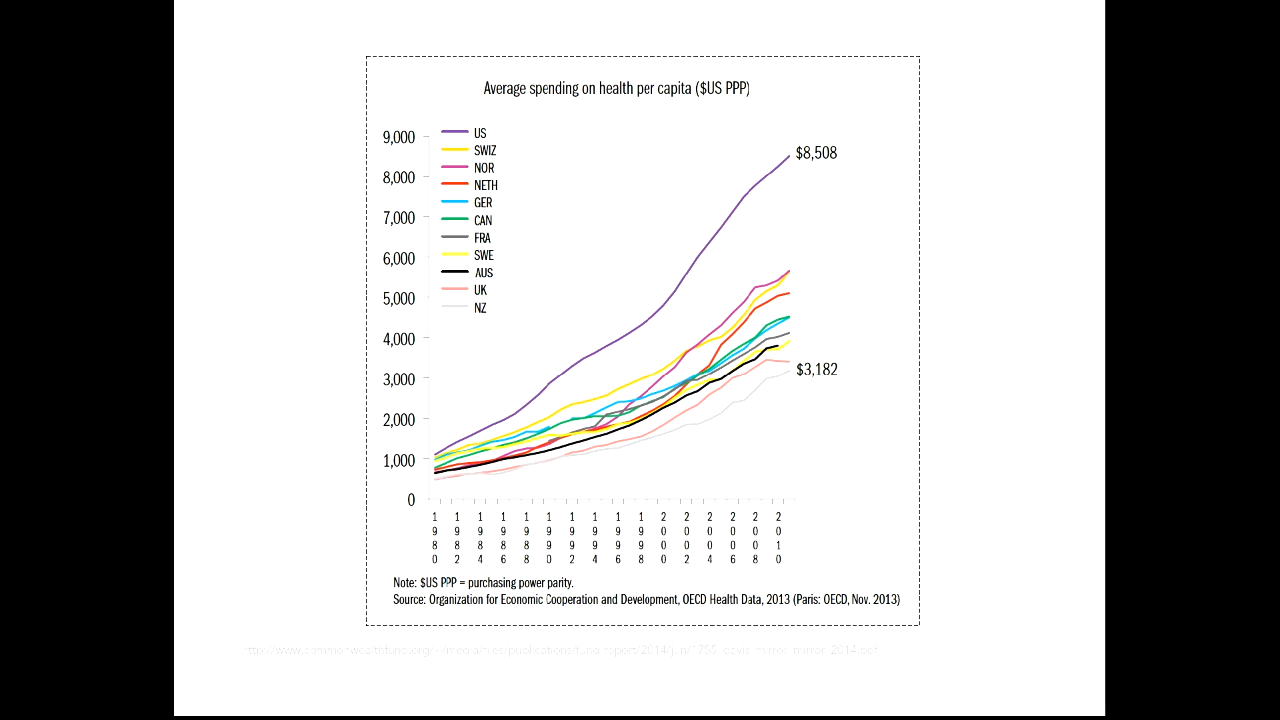 Average spending on health per capita ($US PPP)
9,000
8,000
7,000
6,000
5,000
4,000
3,000
2,000
1,000
0
US
SWIZ
NOR
NETH
GER
CAN
FRA
SWE
AUS
UK
NZ
$8,508
$3,182
1980 1982 1984 1986 1988 1990 1992 1994 1996 1998 2000 2002 2004 2006 2008 2010
Note: $US PPP = purchasing power parity.
Source: Organization for Economic Cooperation and Development, OECD Health Data, 2013 (Paris: OECD, Nov. 2013)